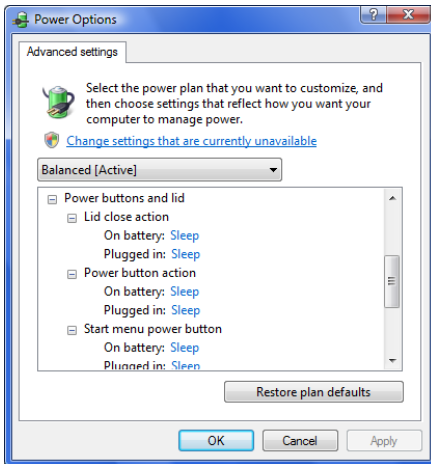 Power Options
Advanced settings
Select the power plan that you want to customize, and
then choose settings that reflect how you want your
computer to manage power.
Change settings that are currently unavailable
Balanced [Active]
Power buttons and lid
Lid close action
On battery: Sleep
Plugged in: Sleep
Power button action
On battery: Sleep
Plugged in: Sleep
Start menu power button
On battery: Sleep
Plugged in: Sleep
Restore plan defaults
OK Cancel Apply